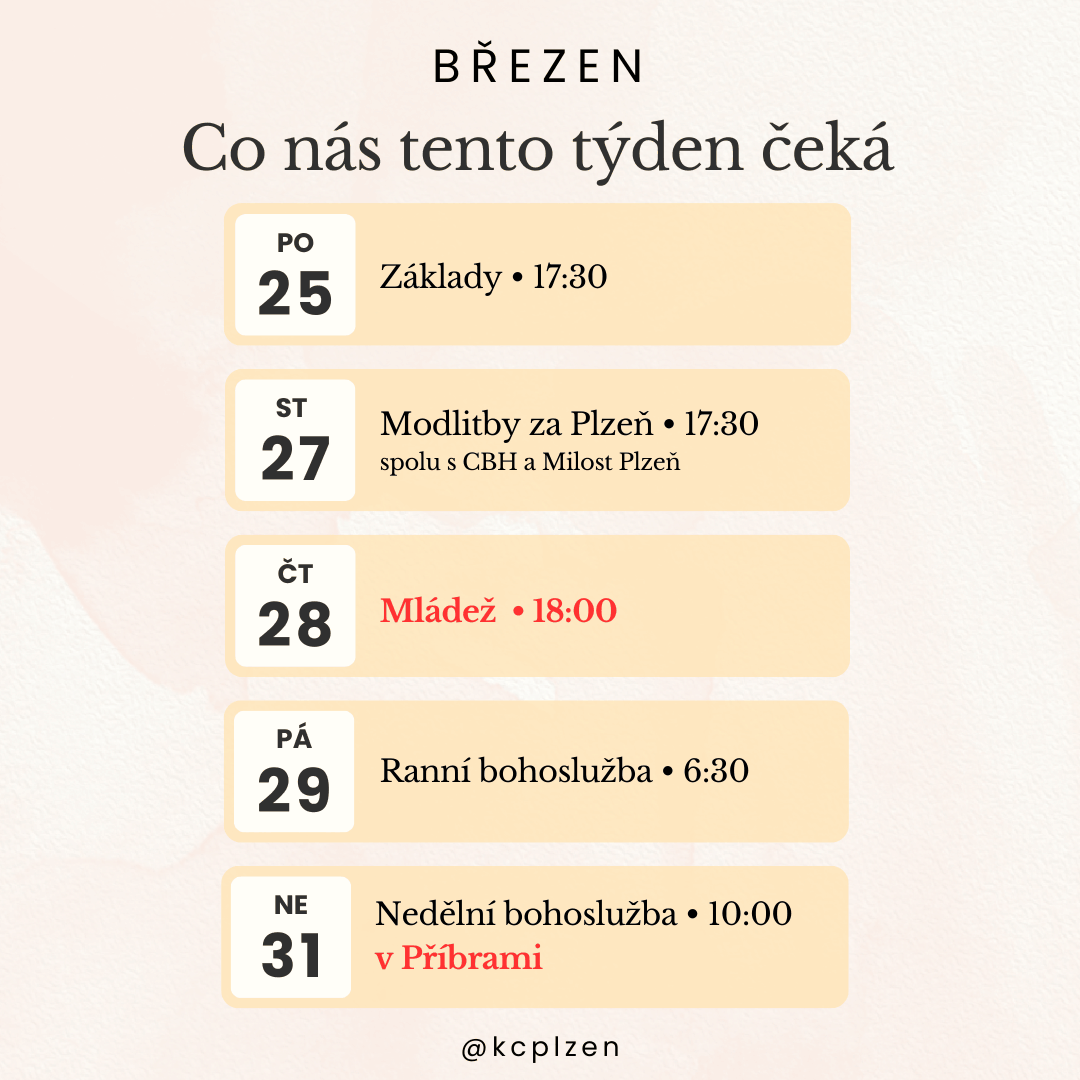 BŘEZEN
Co nás tento týden čeká
PO
25
Základy • 17:30
ST
27
Modlitby za Plzeň • 17:30
spolu s CBH a Milost Plzeň
ČT
28
Mládež • 18:00
PÁ
29
Ranní bohoslužba • 6:30
NE
31
Nedělní bohoslužba • 10:00
v Příbrami
@kcplzen